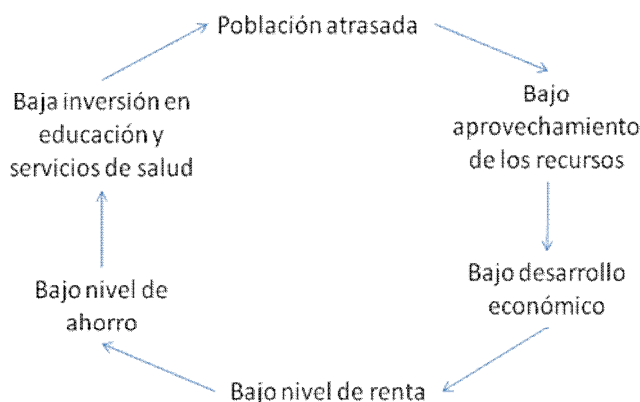 Población atrasada
Bajo
aprovechamiento
de los recursos
Bajo desarrollo
económico
Bajo nivel de renta
Bajo nivel de
ahorro
Baja inversión en
educación y
servicios de salud